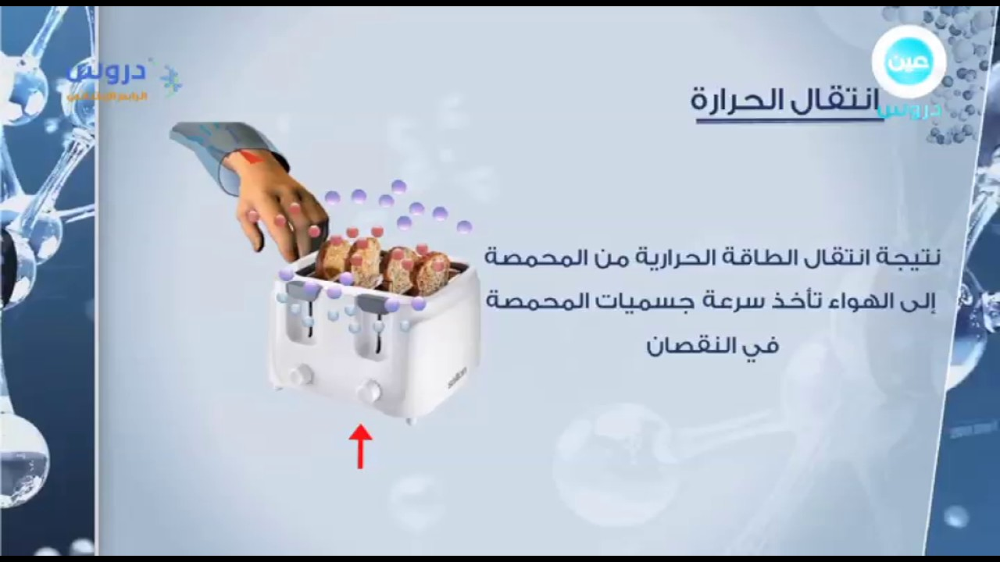 عين
دروس
دروس
انتقال الحرارة
نتيجة انتقال الطاقة الحرارية من المحمصة
إلى الهواء تأخذ سرعة جسميات المحمصة
في النقصان